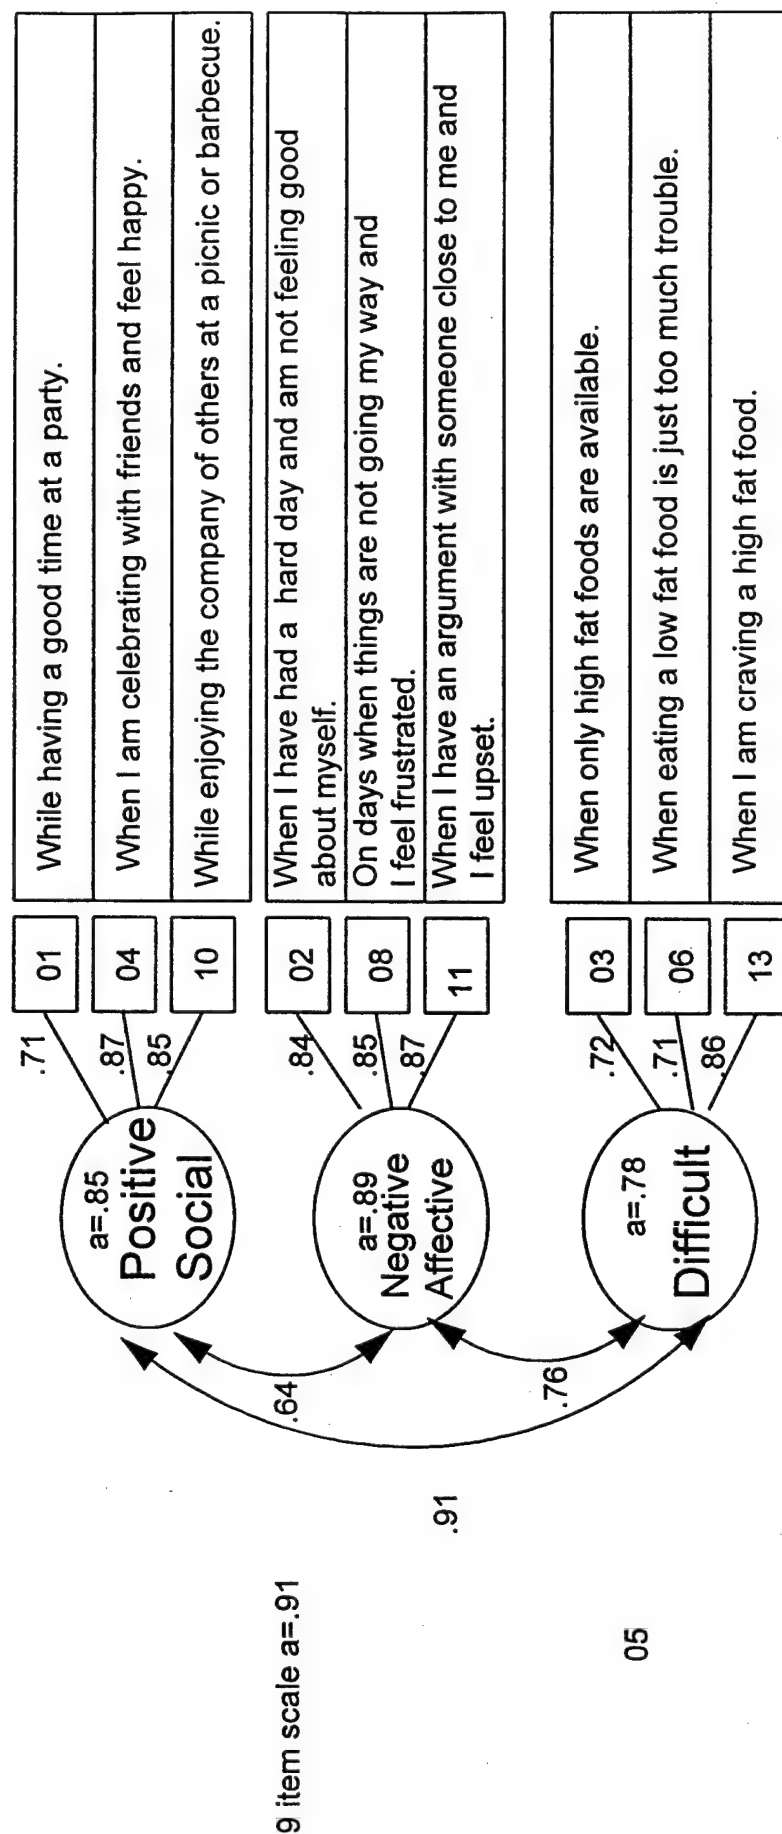 9 item scale a=.91
.91
05
.64
.76
a=.85
Positive
Social
.71
.87
.85
01
While having a good time at a party.
04
When I am celebrating with friends and feel happy.
10
While enjoying the company of others at a picnic or barbecue.
a=.89
Negative
Affective
.84
.85
.87
02
When I have had a hard day and am not feeling good
about myself.
08
On days when things are not going my way and
I feel frustrated.
11
When I have an argument with someone close to me and
I feel upset.
a=.78
Difficult
.72
.71
.86
03
When only high fat foods are available.
06
When eating a low fat food is just too much trouble.
13
When I am craving a high fat food.